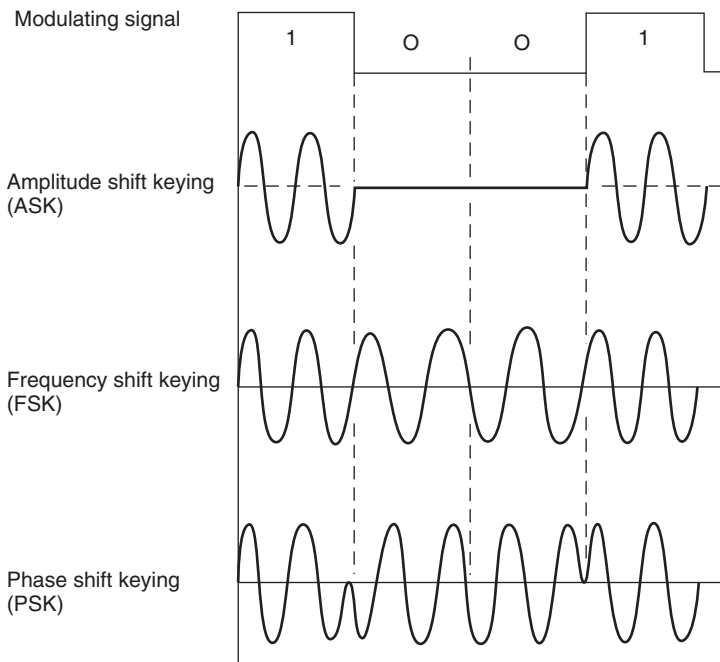 Modulating signal
1 O O 1
Amplitude shift keying
(ASK)
Frequency shift keying
(FSK)
Phase shift keying
(PSK)